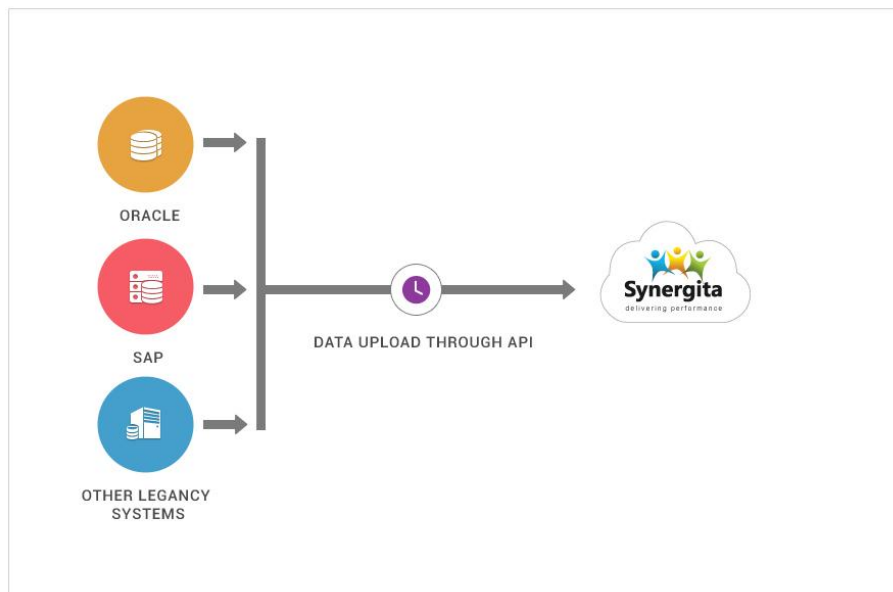 ORACLE
SAP
OTHER LEGANCY
SYSTEMS
DATA UPLOAD THROUGH API
Synergita
delivering performance